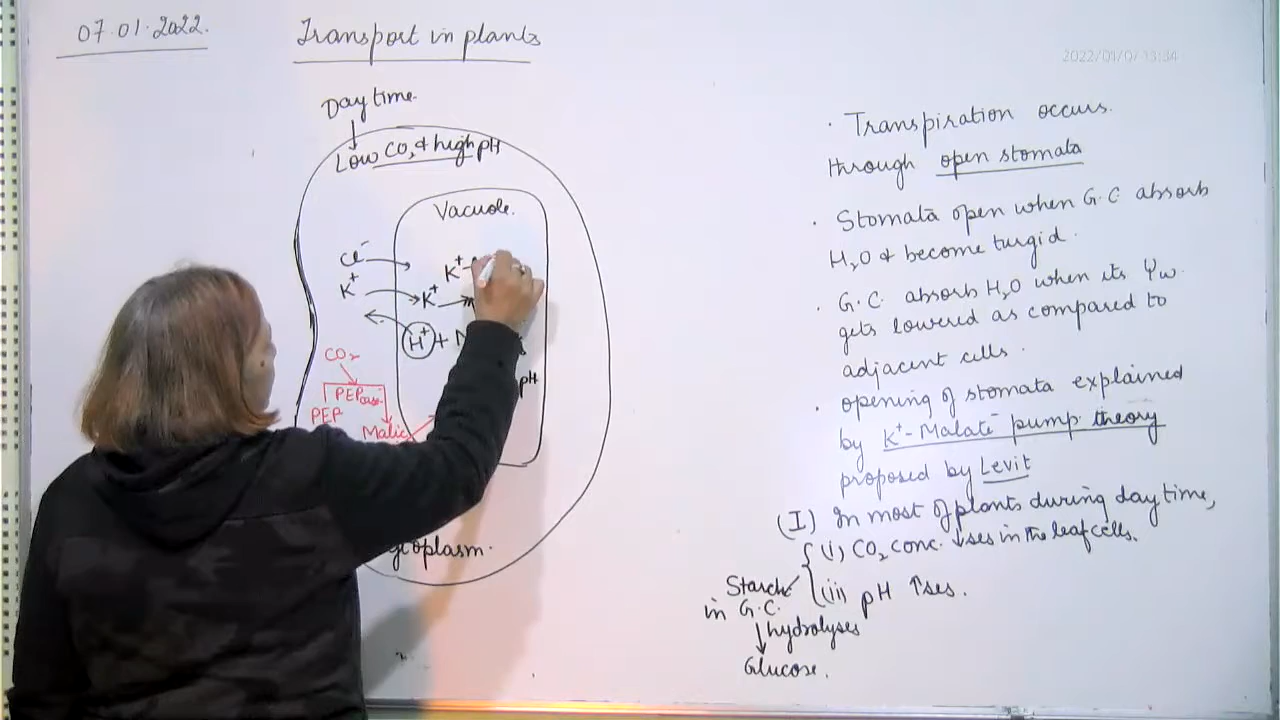 07.01.2022.
Transport in plants
2022/01/07 13:34
Day time.
Low CO₂ & high pH
Vacuole.
Cl⁻
K⁺
K⁺
K⁺
H⁺ +
pH
CO₂
PEPcase
PEP
Malic
· Transpiration occurs.
through open stomata
· Stomata open when G.C absorb
H₂O & become turgid.
· G.C. absorb H₂O when its Ψw.
gets lowered as compared to
adjacent cells.
· opening of stomata explained
by K⁺-Malate pump theory
proposed by Levit
(I) In most of plants during day time,
(i) CO₂ conc. ↓ses in the leaf cells.
(ii) pH ↑ses.
Starch
in G.C.
↓ hydrolyses
Glucose.